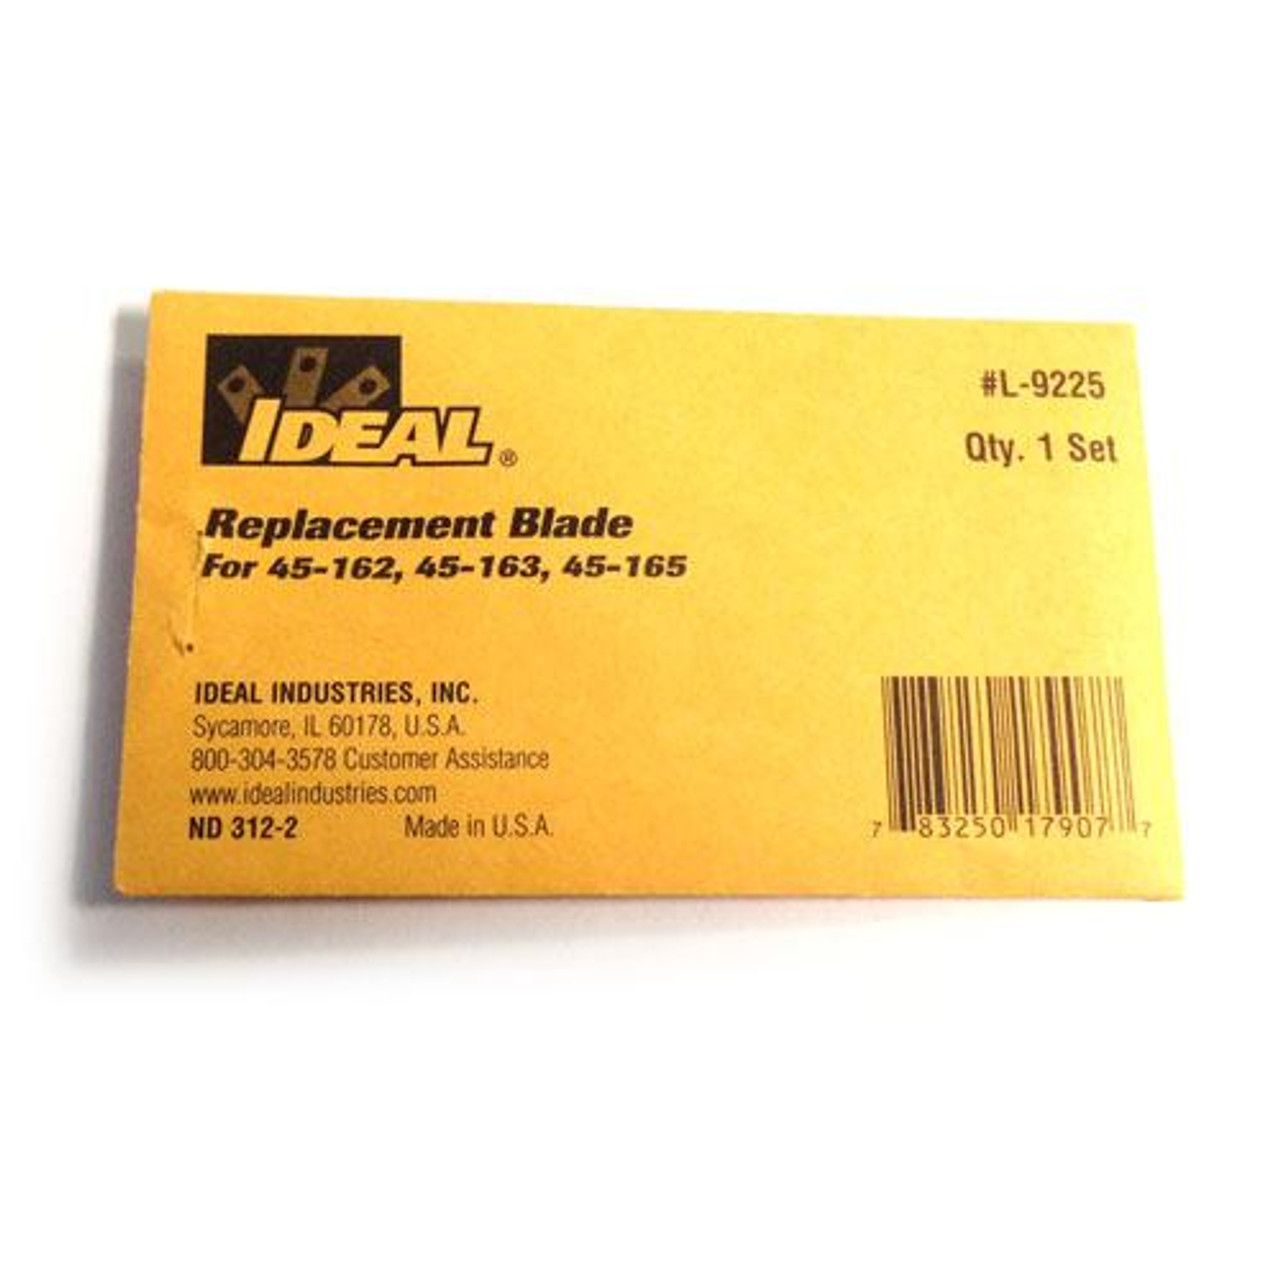 IDEAL®
#L-9225
Qty. 1 Set
Replacement Blade
For 45-162, 45-163, 45-165
IDEAL INDUSTRIES, INC.
Sycamore, IL 60178, U.S.A.
800-304-3578 Customer Assistance
www.idealindustries.com
ND 312-2 Made in U.S.A.
7 83250 17907 7